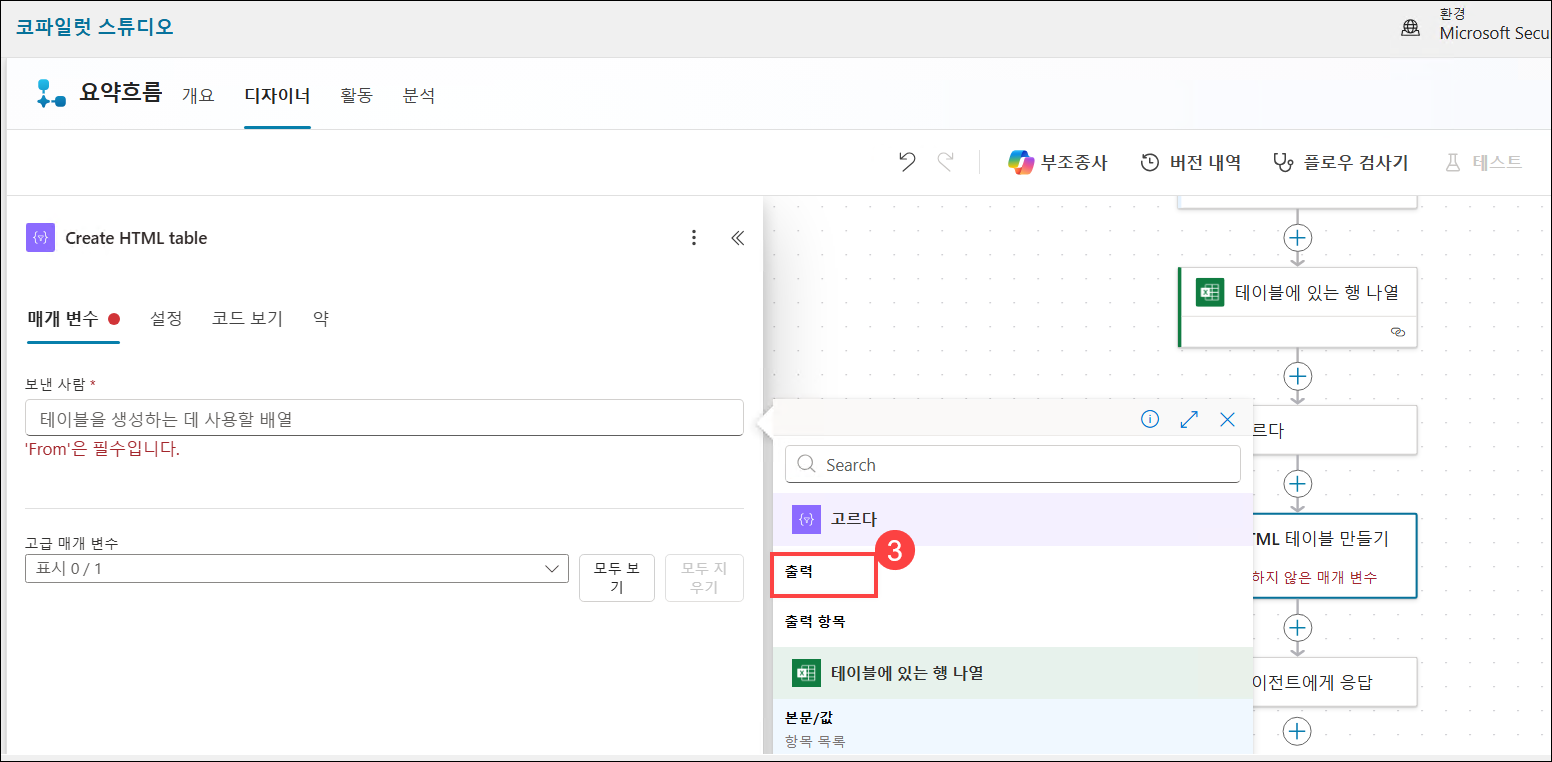 코파일럿 스튜디오
환경
Microsoft Secu
요약흐름
개요
디자이너
활동
분석
부조종사
버전 내역
플로우 검사기
테스트
Create HTML table
매개 변수
설정
코드 보기
약
보낸 사람 *
테이블을 생성하는 데 사용할 배열
'From'은 필수입니다.
고급 매개 변수
표시 0 / 1
모두 보
기
모두 지
우기
Search
고르다
3
출력
출력 항목
테이블에 있는 행 나열
본문/값
항목 목록
테이블에 있는 행 나열
르다
TML 테이블 만들기
하지 않은 매개 변수
이전트에게 응답